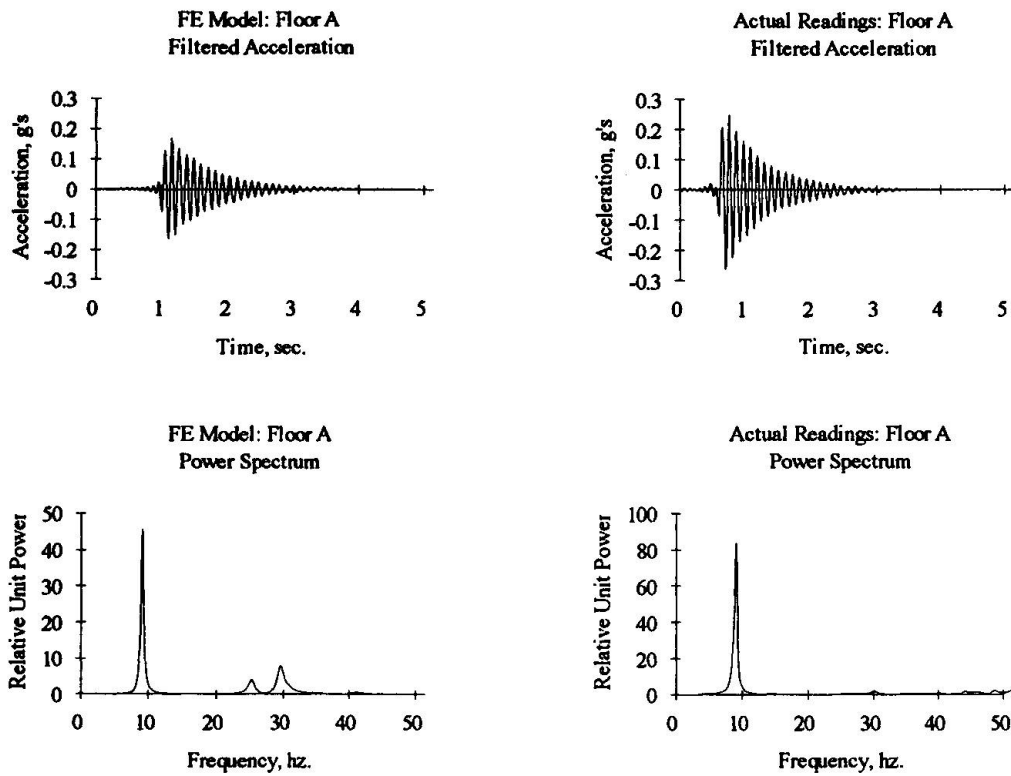 FE Model: Floor A
Filtered Acceleration
Acceleration, g's
0.3
0.2
0.1
0
-0.1
-0.2
-0.3
0 1 2 3 4 5
Time, sec.
Actual Readings: Floor A
Filtered Acceleration
Acceleration, g's
0.3
0.2
0.1
0
-0.1
-0.2
-0.3
0 1 2 3 4 5
Time, sec.
FE Model: Floor A
Power Spectrum
Relative Unit Power
50
40
30
20
10
0
0 10 20 30 40 50
Frequency, hz.
Actual Readings: Floor A
Power Spectrum
Relative Unit Power
100
80
60
40
20
0
0 10 20 30 40 50
Frequency, hz.